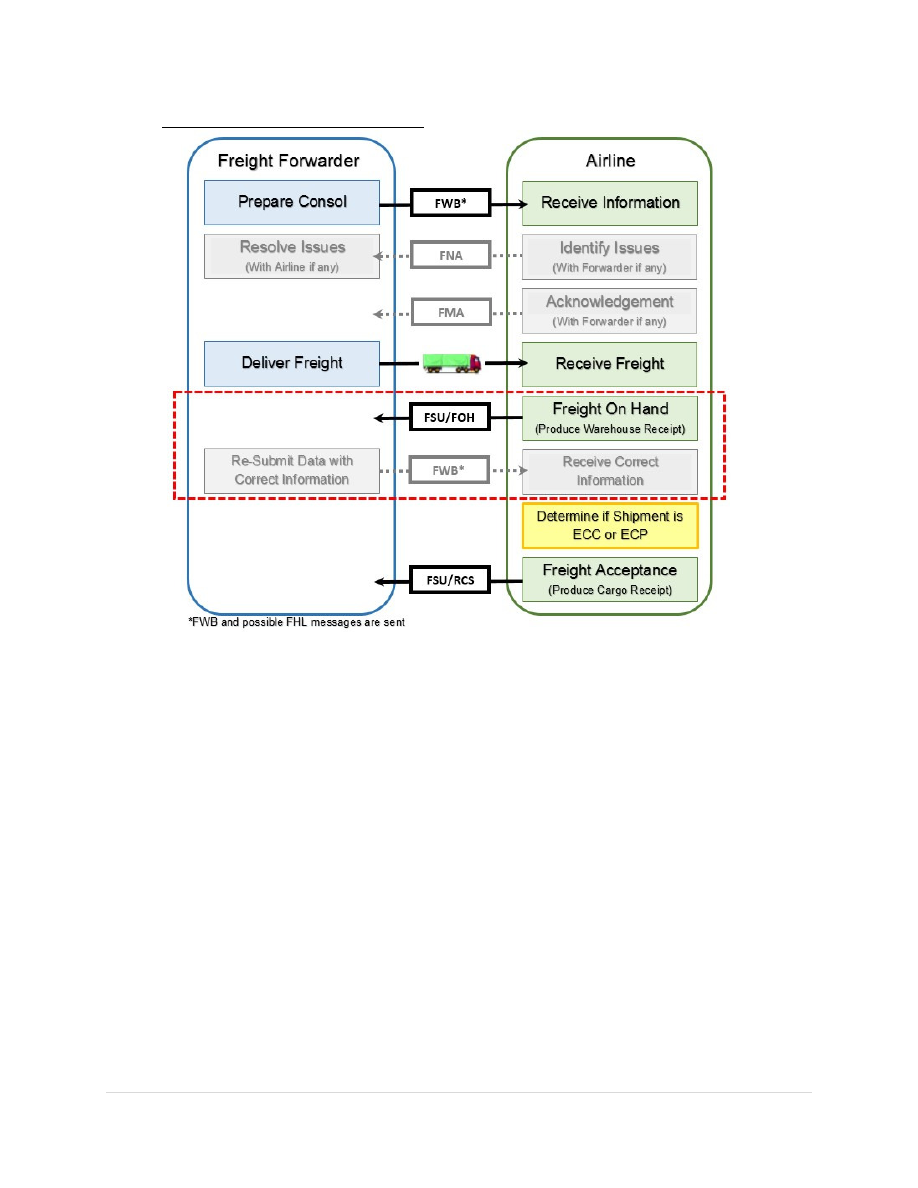 Freight Forwarder
Airline
Prepare Consol
FWB*
Receive Information
Resolve Issues
(With Airline if any)
FNA
Identify Issues
(With Forwarder if any)
FMA
Acknowledgement
(With Forwarder if any)
Deliver Freight
Receive Freight
FSU/FOH
Freight On Hand
(Produce Warehouse Receipt)
Re-Submit Data with
Correct Information
FWB*
Receive Correct
Information
Determine if Shipment is
ECC or ECP
FSU/RCS
Freight Acceptance
(Produce Cargo Receipt)
*FWB and possible FHL messages are sent